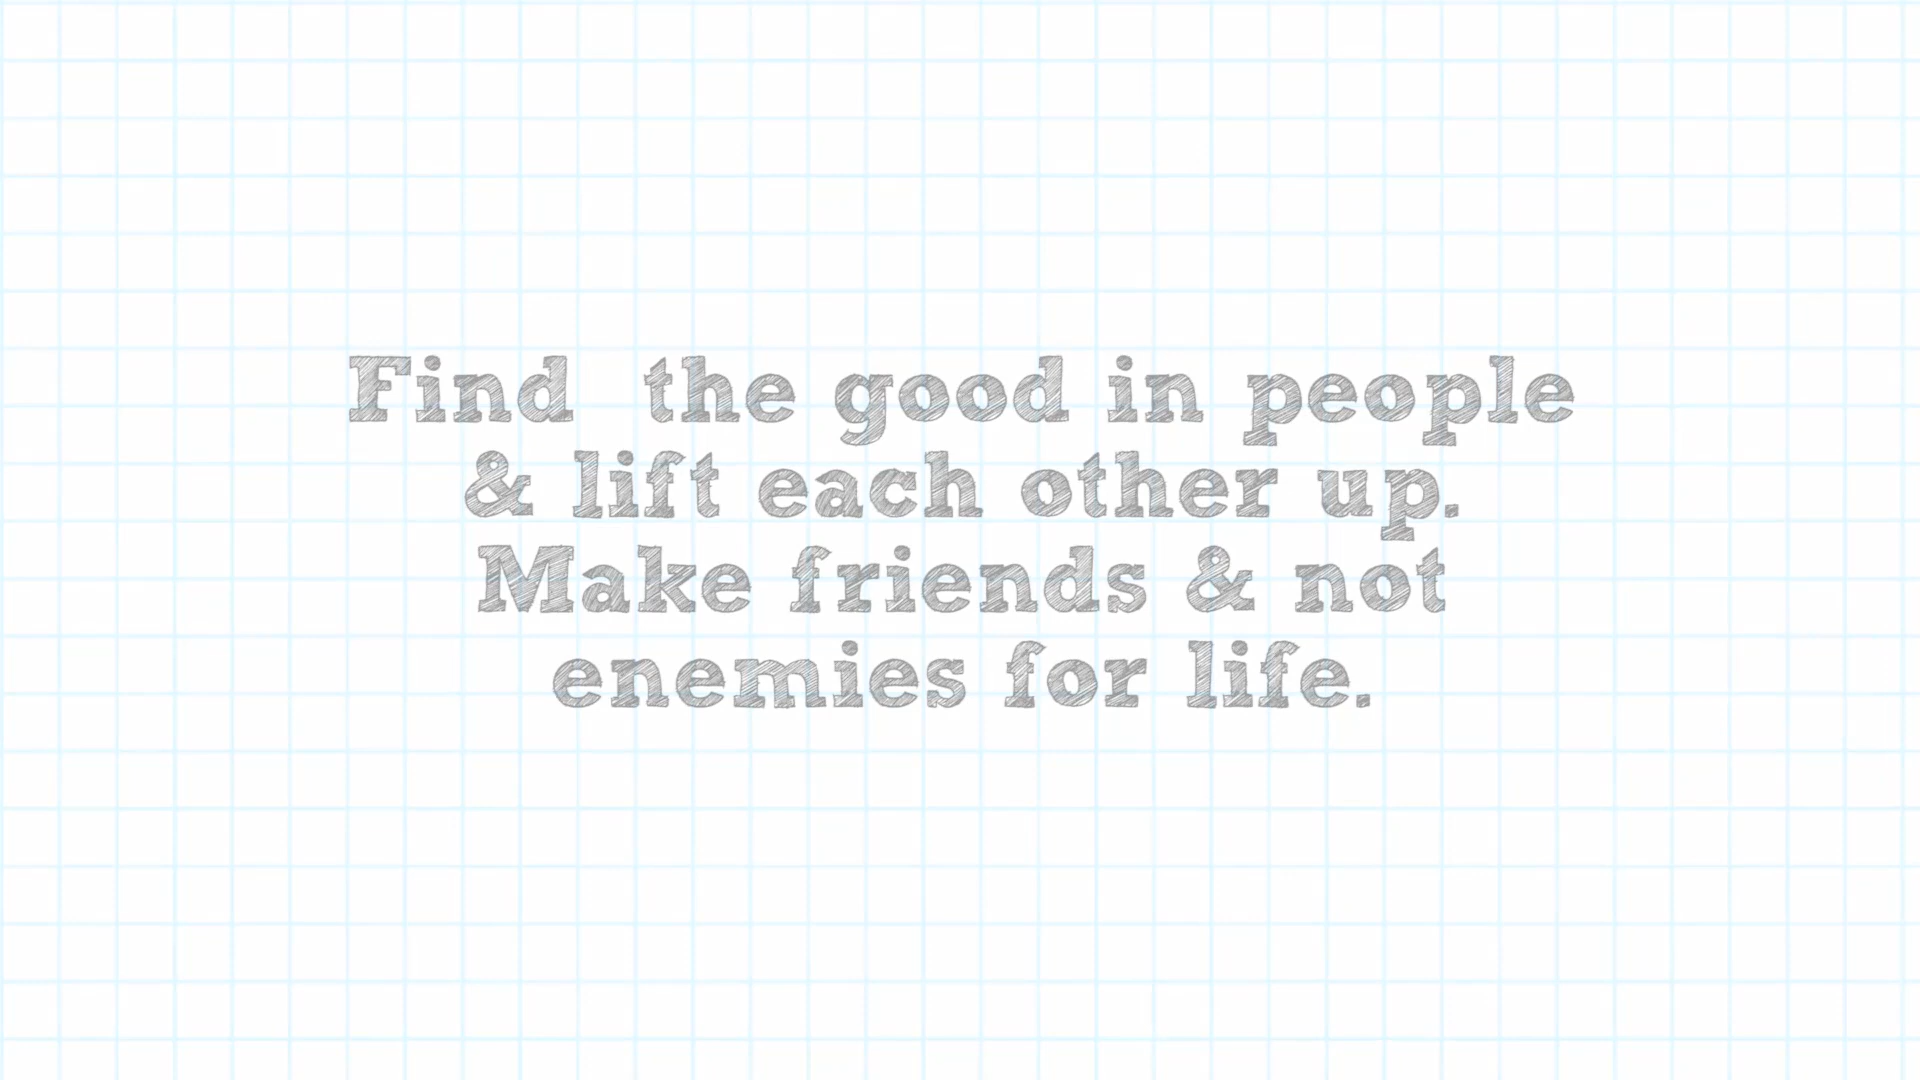 Find  the good in people
& lift each other up.
Make friends & not
enemies for life.